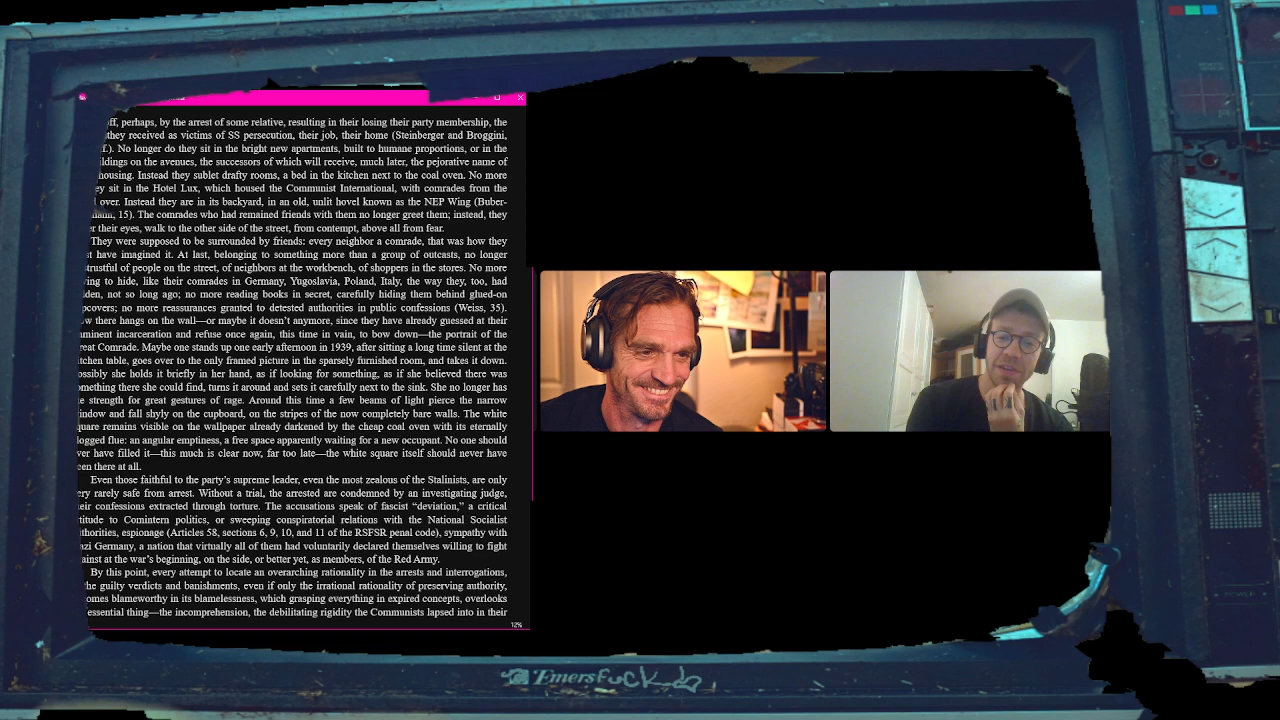 off, perhaps, by the arrest of some relative, resulting in their losing their party membership, the
they received as victims of SS persecution, their job, their home (Steinberger and Broggini,
f.). No longer do they sit in the bright new apartments, built to humane proportions, or in the
ildings on the avenues, the successors of which will receive, much later, the pejorative name of
housing. Instead they sublet drafty rooms, a bed in the kitchen next to the coal oven. No more
ey sit in the Hotel Lux, which housed the Communist International, with comrades from the
over. Instead they are in its backyard, in an old, unlit hovel known as the NEP Wing (Buber-
mann, 15). The comrades who had remained friends with them no longer greet them; instead, they
er their eyes, walk to the other side of the street, from contempt, above all from fear.
They were supposed to be surrounded by friends: every neighbor a comrade, that was how they
st have imagined it. At last, belonging to something more than a group of outcasts, no longer
strustful of people on the street, of neighbors at the workbench, of shoppers in the stores. No more
ving to hide, like their comrades in Germany, Yugoslavia, Poland, Italy, the way they, too, had
dden, not so long ago; no more reading books in secret, carefully hiding them behind glued-on
pcovers; no more reassurances granted to detested authorities in public confessions (Weiss, 35).
w there hangs on the wall—or maybe it doesn't anymore, since they have already guessed at their
minent incarceration and refuse once again, this time in vain, to bow down—the portrait of the
reat Comrade. Maybe one stands up one early afternoon in 1939, after sitting a long time silent at the
itchen table, goes over to the only framed picture in the sparsely furnished room, and takes it down.
ossibly she holds it briefly in her hand, as if looking for something, as if she believed there was
omething there she could find, turns it around and sets it carefully next to the sink. She no longer has
e strength for great gestures of rage. Around this time a few beams of light pierce the narrow
indow and fall shyly on the cupboard, on the stripes of the now completely bare walls. The white
quare remains visible on the wallpaper already darkened by the cheap coal oven with its eternally
logged flue: an angular emptiness, a free space apparently waiting for a new occupant. No one should
ver have filled it—this much is clear now, far too late—the white square itself should never have
een there at all.
Even those faithful to the party's supreme leader, even the most zealous of the Stalinists, are only
ery rarely safe from arrest. Without a trial, the arrested are condemned by an investigating judge,
eir confessions extracted through torture. The accusations speak of fascist “deviation,” a critical
titude to Comintern politics, or sweeping conspiratorial relations with the National Socialist
uthorities, espionage (Articles 58, sections 6, 9, 10, and 11 of the RSFSR penal code), sympathy with
azi Germany, a nation that virtually all of them had voluntarily declared themselves willing to fight
ainst at the war's beginning, on the side, or better yet, as members, of the Red Army.
By this point, every attempt to locate an overarching rationality in the arrests and interrogations,
he guilty verdicts and banishments, even if only the irrational rationality of preserving authority,
omes blameworthy in its blamelessness, which grasping everything in expired concepts, overlooks
essential thing—the incomprehension, the debilitating rigidity the Communists lapsed into in their
12%
POWER
Emersfuck